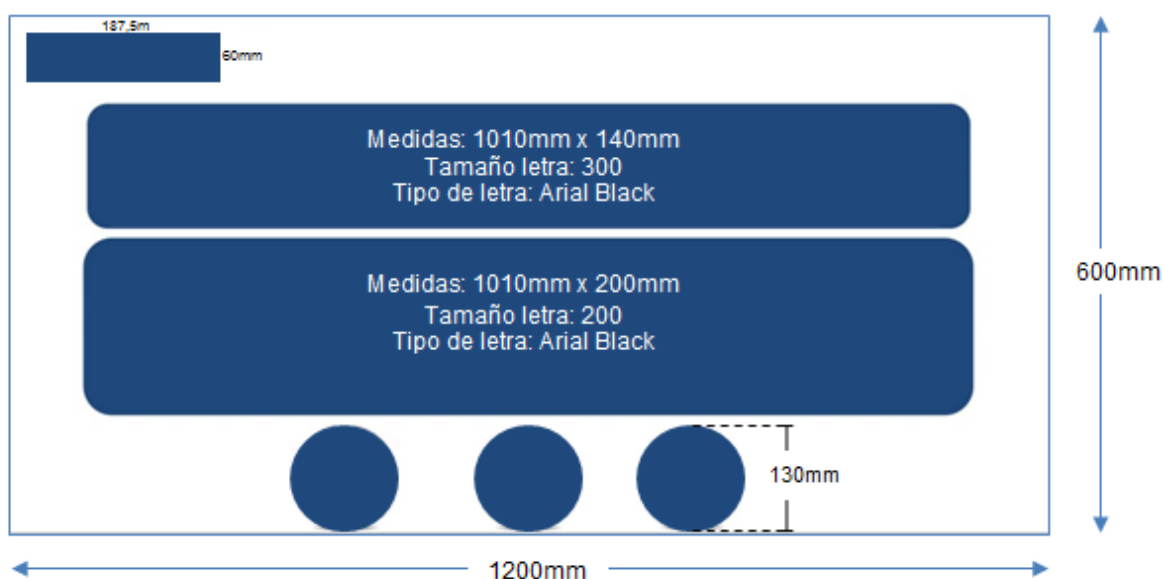 187,5m
60mm
Medidas: 1010mm x 140mm
Tamaño letra: 300
Tipo de letra: Arial Black
Medidas: 1010mm x 200mm
Tamaño letra: 200
Tipo de letra: Arial Black
600mm
130mm
1200mm